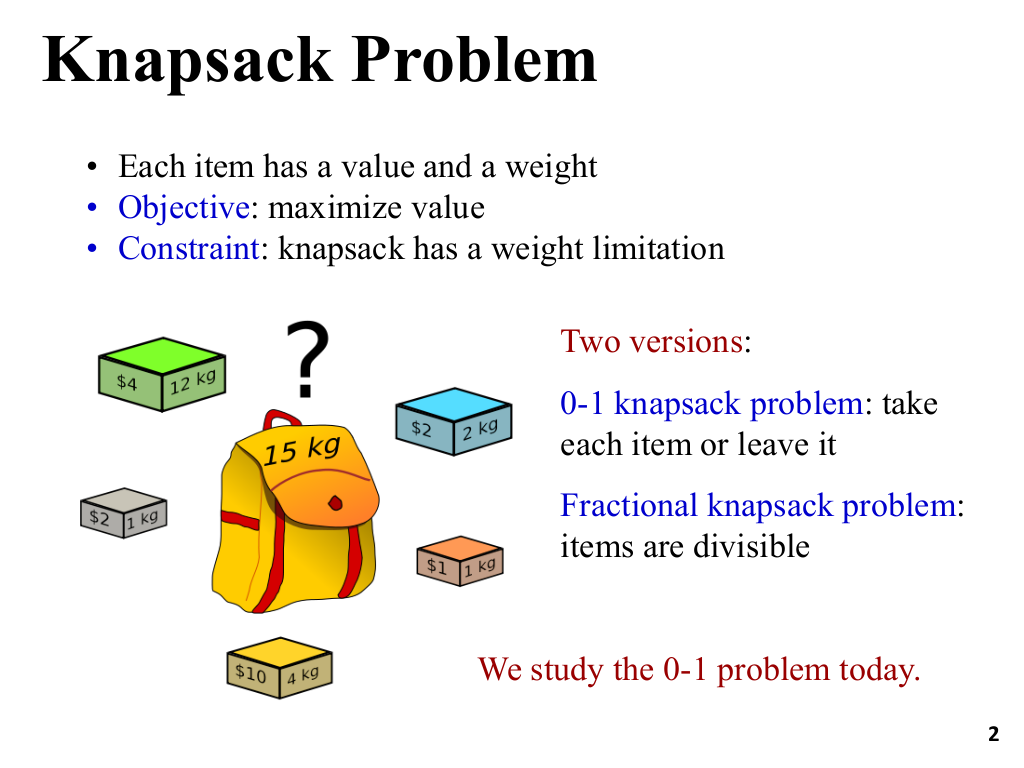 Knapsack Problem
• Each item has a value and a weight
• Objective: maximize value
• Constraint: knapsack has a weight limitation
?
$4 12 kg
15 kg
$2 2 kg
$2 1 kg
$1 1 kg
$10 4 kg
Two versions:
0-1 knapsack problem: take
each item or leave it
Fractional knapsack problem:
items are divisible
We study the 0-1 problem today.
2